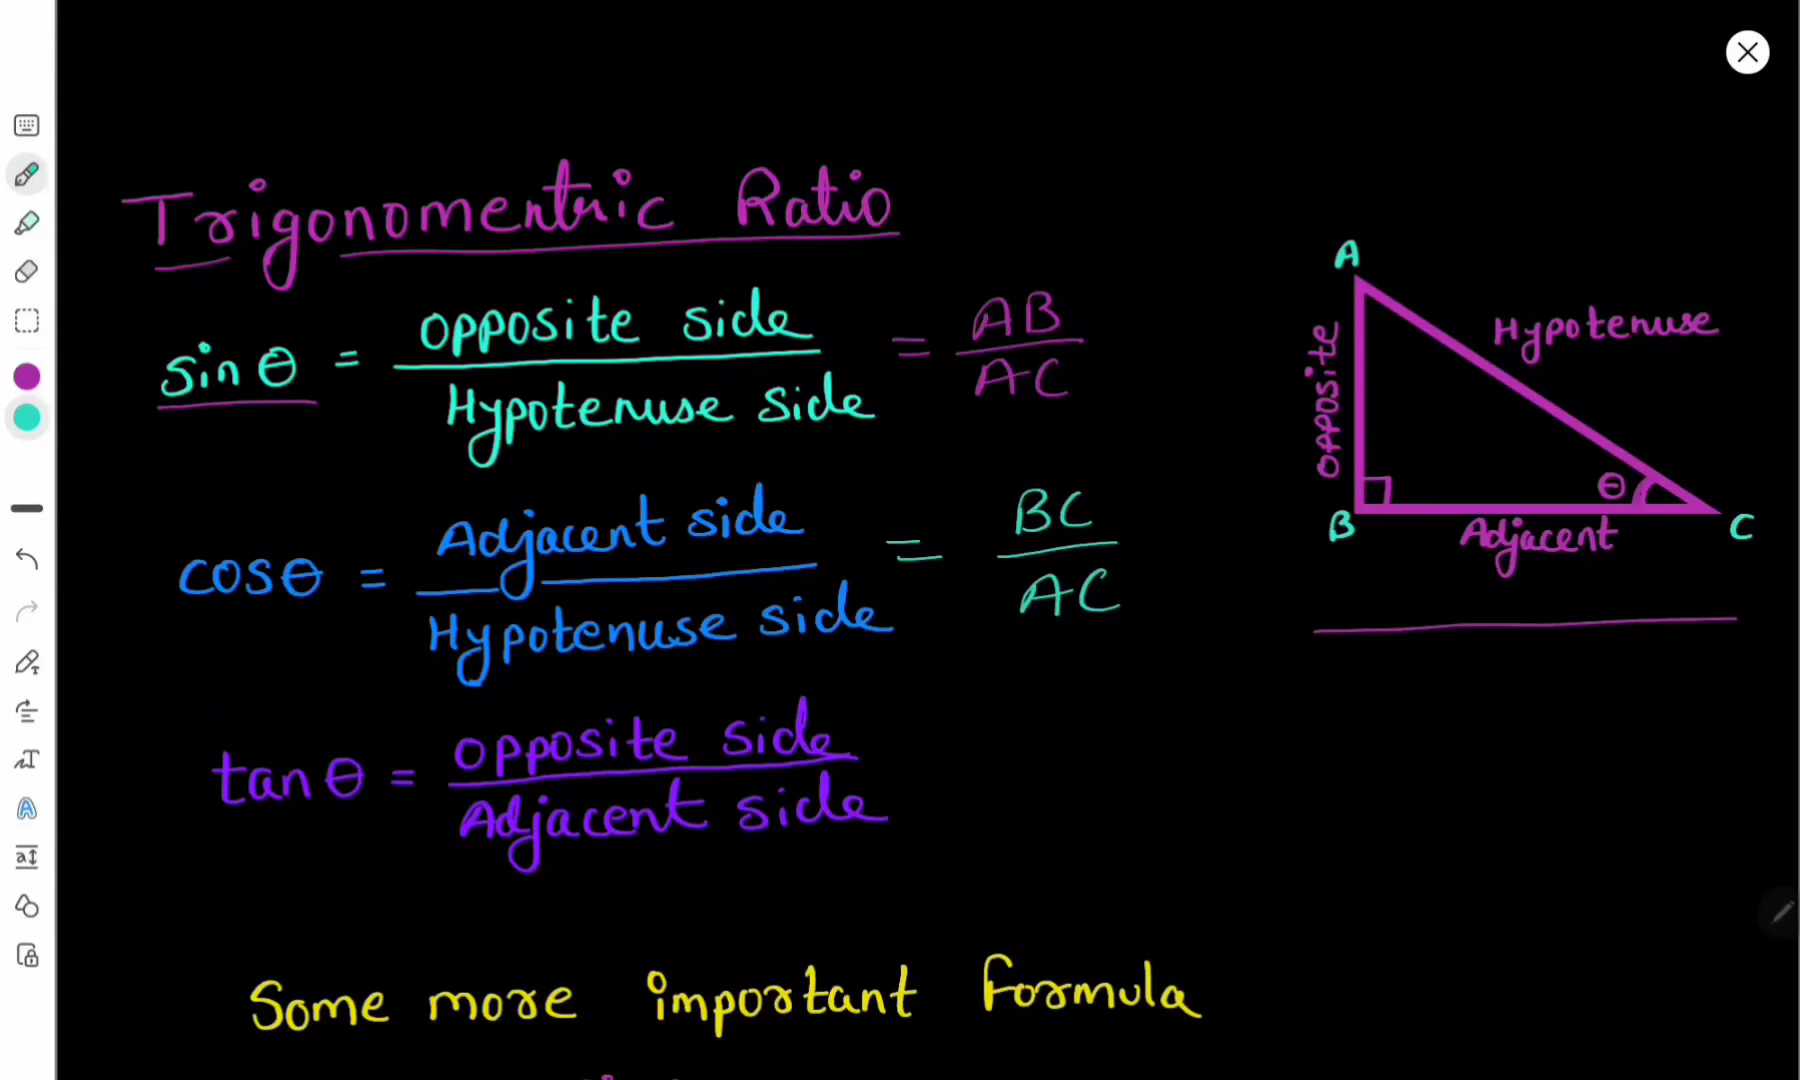 Trigonomentric Ratio
sin θ = opposite side / Hypotenuse side = AB / AC
cos θ = Adjacent side / Hypotenuse side = BC / AC
tan θ = opposite side / Adjacent side
Some more important formula
A
Hypotenuse
opposite
θ
B
Adjacent
C